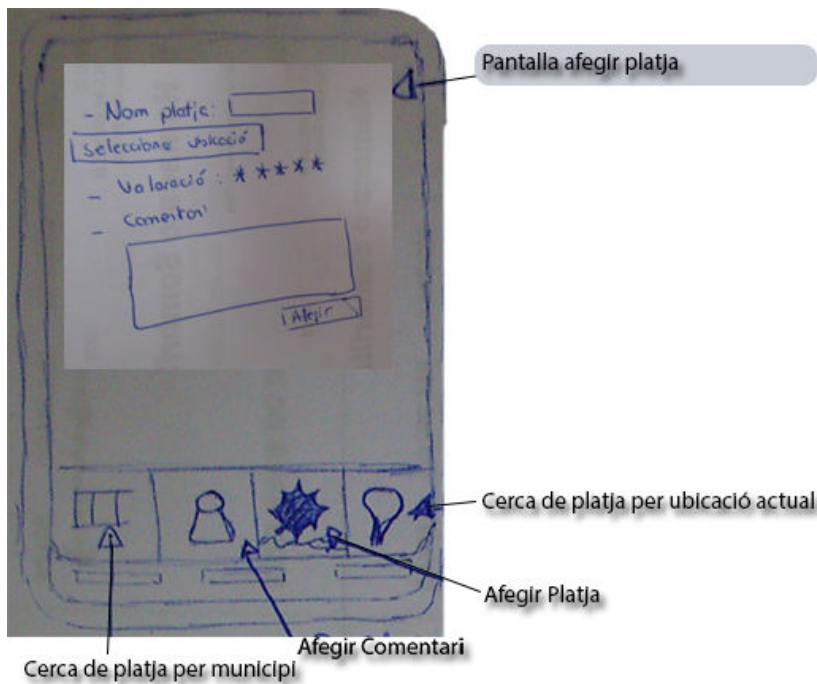 Pantalla afegir platja
- Nom platja:
Seleccionar ubicació
- Valoració : * * * * *
- Comentari
Afegir
Cerca de platja per ubicació actual
Afegir Platja
Afegir Comentari
Cerca de platja per municipi